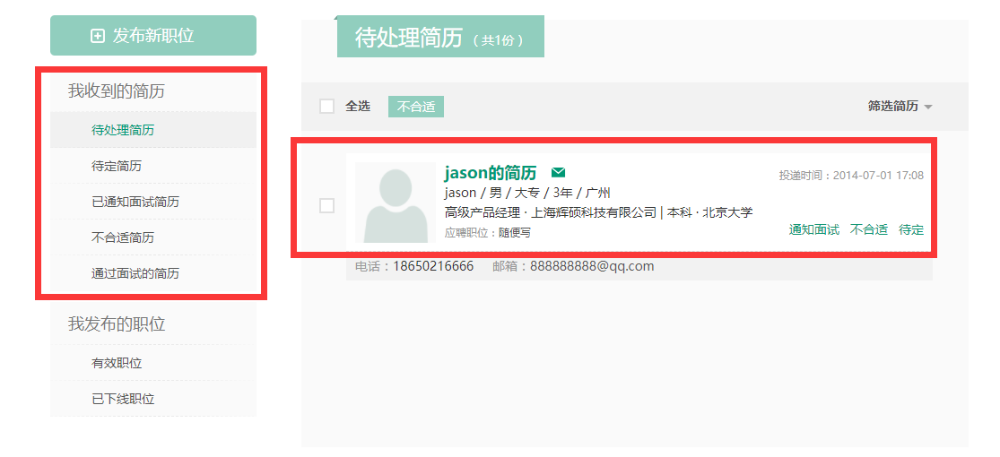 发布新职位
我收到的简历
待处理简历
待定简历
已通知面试简历
不合适简历
通过面试的简历
我发布的职位
有效职位
已下线职位
待处理简历（共1份）
全选 不合适 筛选简历
jason的简历 投递时间：2014-07-01 17:08
jason / 男 / 大专 / 3年 / 广州
高级产品经理 · 上海辉硕科技有限公司 | 本科 · 北京大学
应聘职位：随便写 通知面试 不合适 待定
电话：18650216666 邮箱：888888888@qq.com